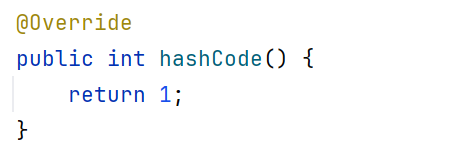 @Override
public int hashCode() {
    return 1;
}